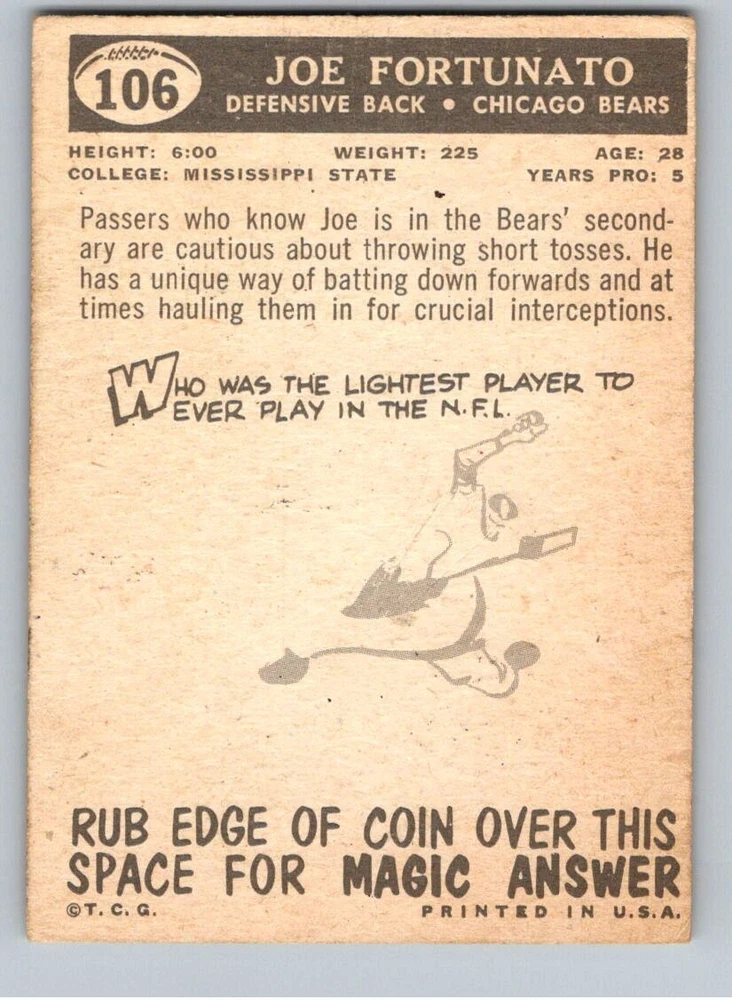 106
JOE FORTUNATO
DEFENSIVE BACK • CHICAGO BEARS
HEIGHT: 6:00 WEIGHT: 225 AGE: 28
COLLEGE: MISSISSIPPI STATE YEARS PRO: 5
Passers who know Joe is in the Bears' second-
ary are cautious about throwing short tosses. He
has a unique way of batting down forwards and at
times hauling them in for crucial interceptions.
WHO WAS THE LIGHTEST PLAYER TO
EVER PLAY IN THE N.F.L.
RUB EDGE OF COIN OVER THIS
SPACE FOR MAGIC ANSWER
©T. C. G. PRINTED IN U.S.A.